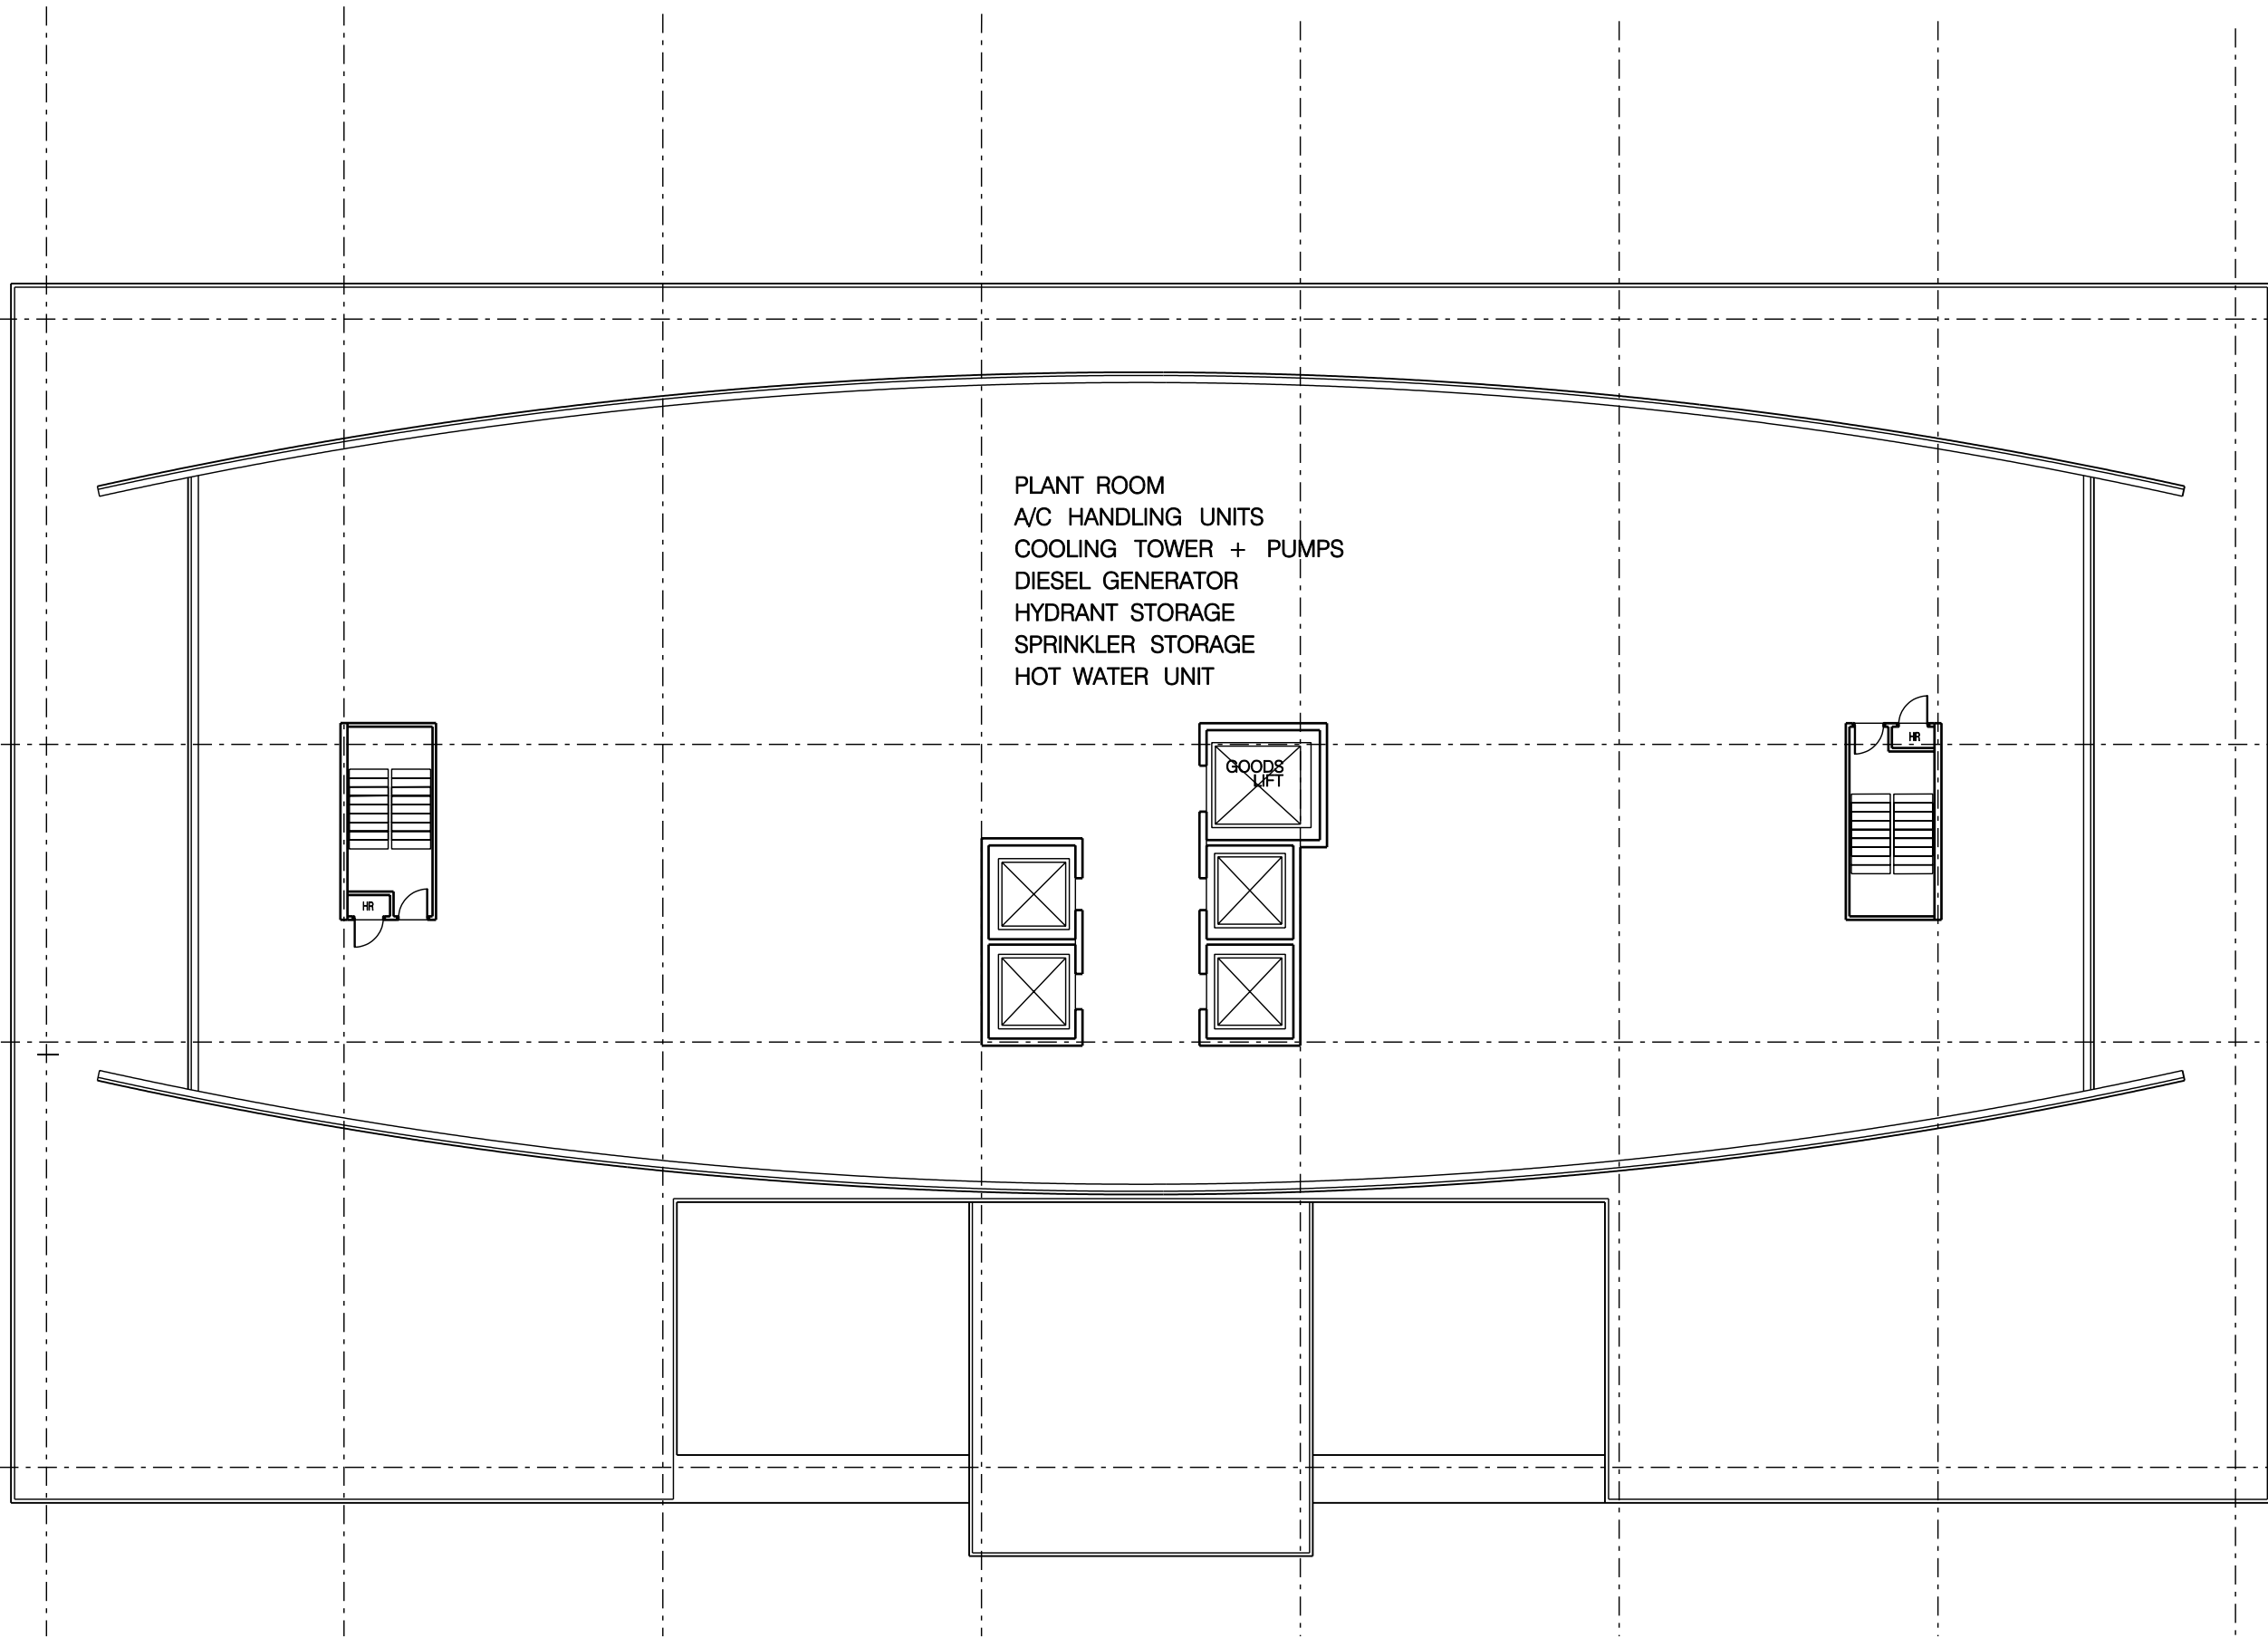 PLANT ROOM
A/C HANDLING UNITS
COOLING TOWER + PUMPS
DIESEL GENERATOR
HYDRANT STORAGE
SPRINKLER STORAGE
HOT WATER UNIT
HR
GOODS
LIFT
HR